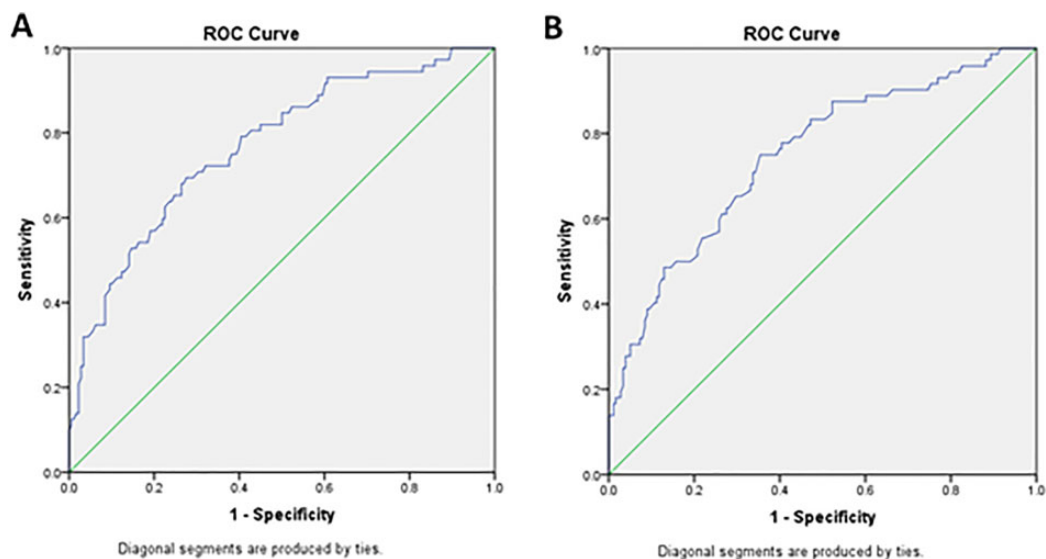 A
ROC Curve
1.0
0.8
0.6
0.4
0.2
0.0
Sensitivity
0.0 0.2 0.4 0.6 0.8 1.0
1 - Specificity
Diagonal segments are produced by ties.
B
ROC Curve
1.0
0.8
0.6
0.4
0.2
0.0
Sensitivity
0.0 0.2 0.4 0.6 0.8 1.0
1 - Specificity
Diagonal segments are produced by ties.